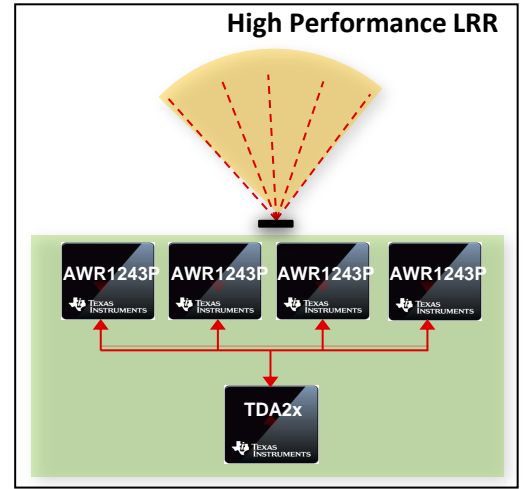 High Performance LRR
AWR1243P AWR1243P AWR1243P AWR1243P
TEXAS INSTRUMENTS TEXAS INSTRUMENTS TEXAS INSTRUMENTS TEXAS INSTRUMENTS
TDA2x
TEXAS INSTRUMENTS